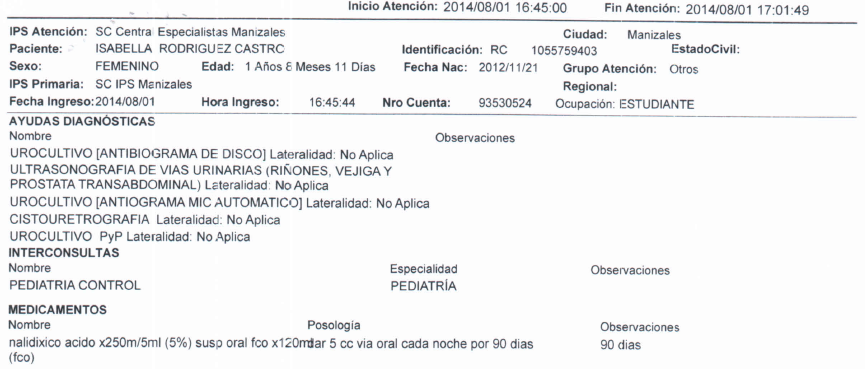 Inicio Atención: 2014/08/01 16:45:00 Fin Atención: 2014/08/01 17:01:49
IPS Atención: SC Central Especialistas Manizales Ciudad: Manizales
Paciente: ISABELLA RODRIGUEZ CASTRO Identificación: RC 1055759403 EstadoCivil:
Sexo: FEMENINO Edad: 1 Años 8 Meses 11 Dias Fecha Nac: 2012/11/21 Grupo Atención: Otros
IPS Primaria: SC IPS Manizales Regional:
Fecha Ingreso:2014/08/01 Hora Ingreso: 16:45:44 Nro Cuenta: 93530524 Ocupación: ESTUDIANTE
AYUDAS DIAGNÓSTICAS
Nombre Observaciones
UROCULTIVO [ANTIBIOGRAMA DE DISCO] Lateralidad: No Aplica
ULTRASONOGRAFIA DE VIAS URINARIAS (RIÑONES, VEJIGA Y
PROSTATA TRANSABDOMINAL) Lateralidad: No Aplica
UROCULTIVO [ANTIOGRAMA MIC AUTOMATICO] Lateralidad: No Aplica
CISTOURETROGRAFIA Lateralidad: No Aplica
UROCULTIVO PyP Lateralidad: No Aplica
INTERCONSULTAS
Nombre Especialidad Observaciones
PEDIATRIA CONTROL PEDIATRÍA
MEDICAMENTOS
Nombre Posología Observaciones
nalidixico acido x250m/5ml (5%) susp oral fco x120ml dar 5 cc via oral cada noche por 90 dias 90 dias
(fco)